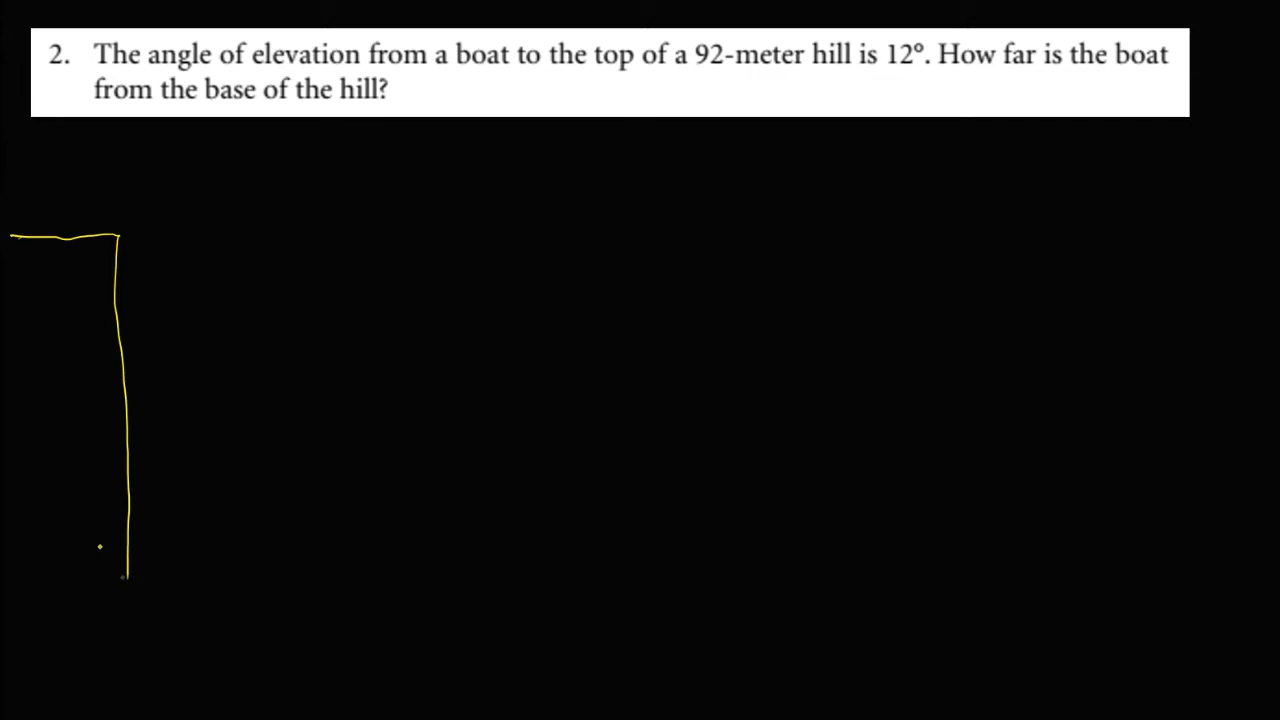 2. The angle of elevation from a boat to the top of a 92-meter hill is 12°. How far is the boat
from the base of the hill?